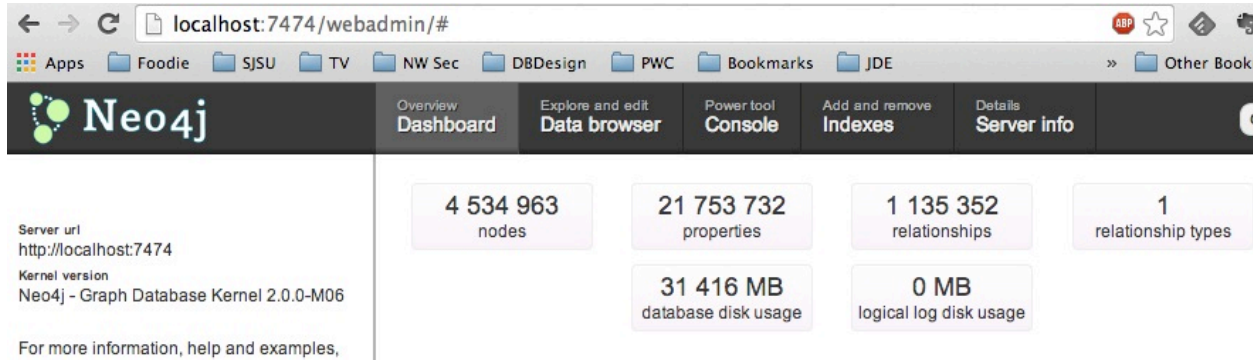 localhost:7474/webadmin/#
ABP
Apps Foodie SJSU TV NW Sec DBDesign PWC Bookmarks JDE » Other Book
Neo4j
Overview
Dashboard
Explore and edit
Data browser
Power tool
Console
Add and remove
Indexes
Details
Server info
Server url
http://localhost:7474
Kernel version
Neo4j - Graph Database Kernel 2.0.0-M06
For more information, help and examples,
4 534 963
nodes
21 753 732
properties
1 135 352
relationships
1
relationship types
31 416 MB
database disk usage
0 MB
logical log disk usage